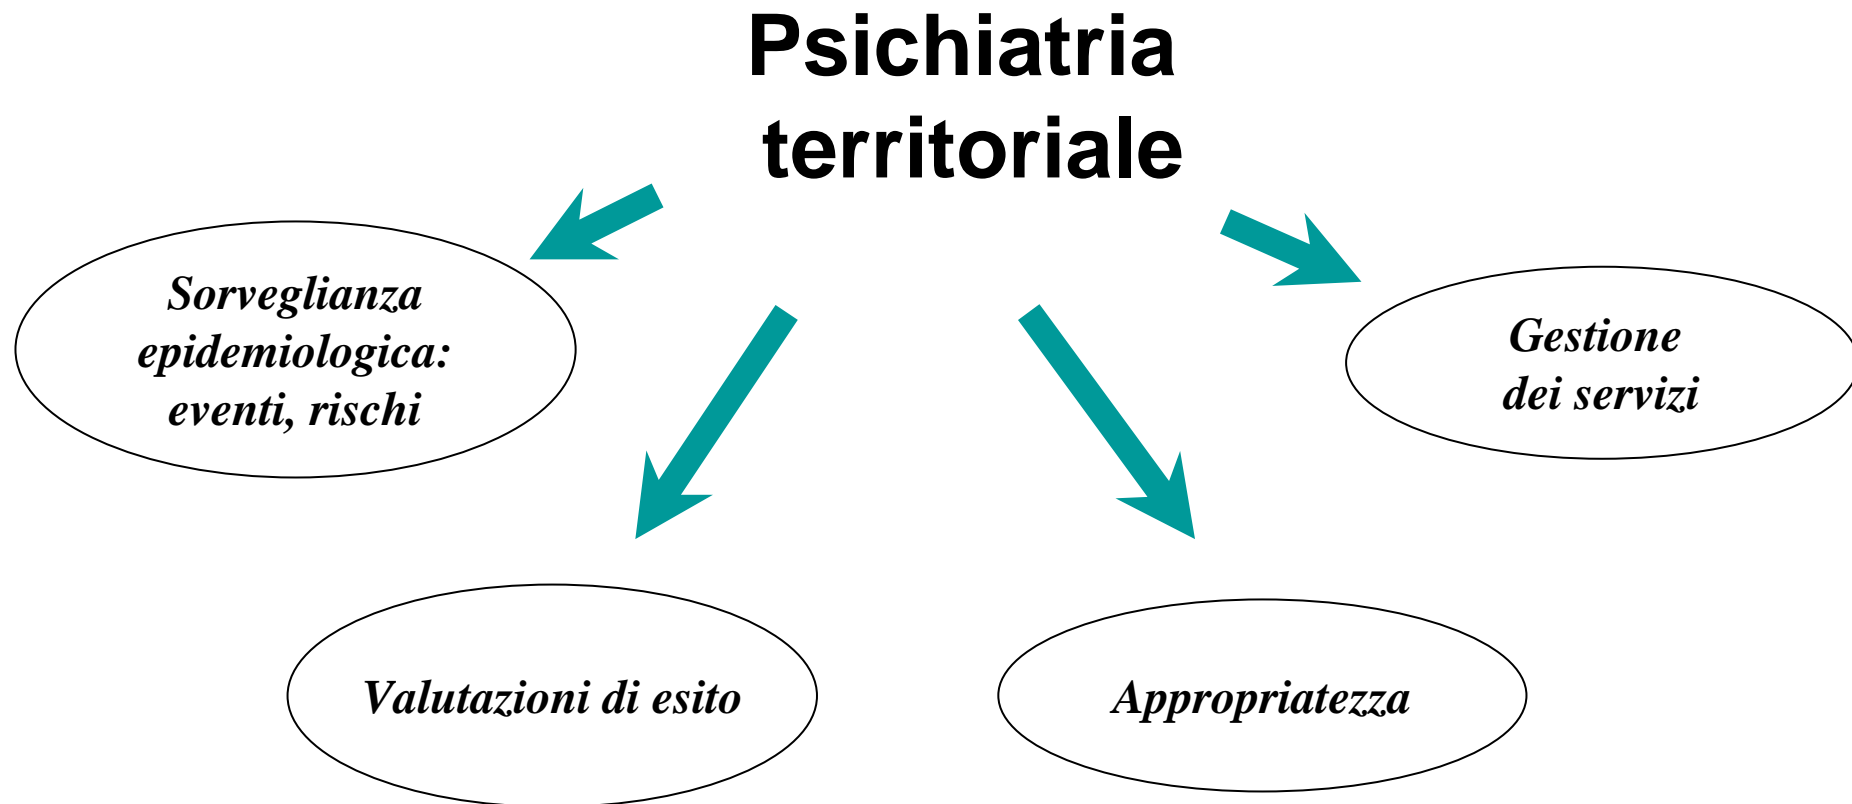 Psichiatria
territoriale
Sorveglianza
epidemiologica:
eventi, rischi
Gestione
dei servizi
Valutazioni di esito
Appropriatezza